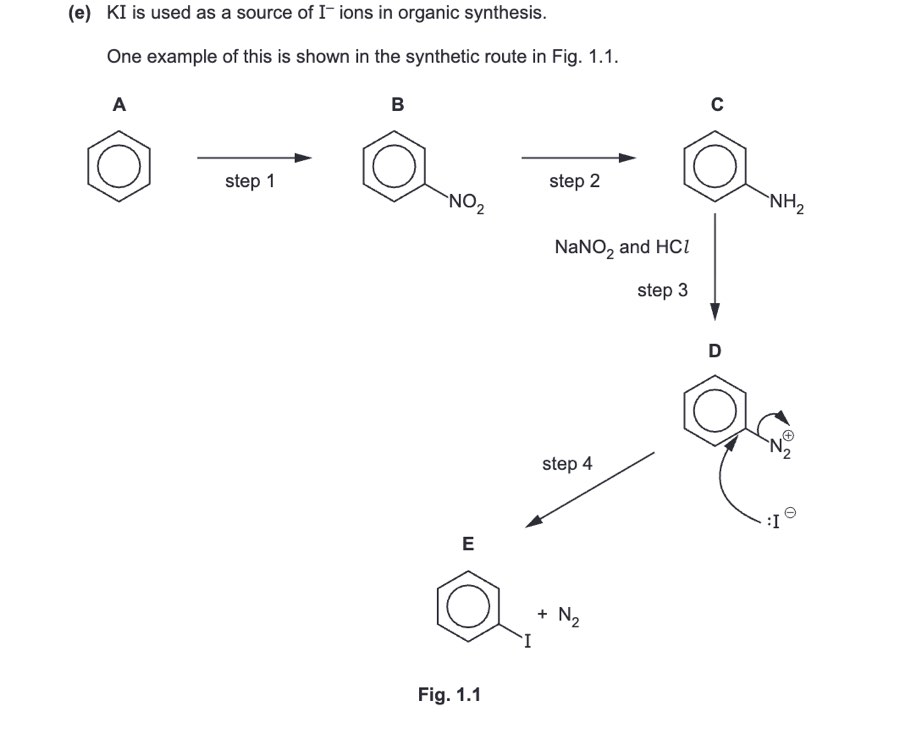 (e) KI is used as a source of I⁻ ions in organic synthesis.
One example of this is shown in the synthetic route in Fig. 1.1.
A B C
step 1 step 2
NO₂ NH₂
NaNO₂ and HCl
step 3
D
N₂⊕
step 4
:I⊖
E
+ N₂
I
Fig. 1.1